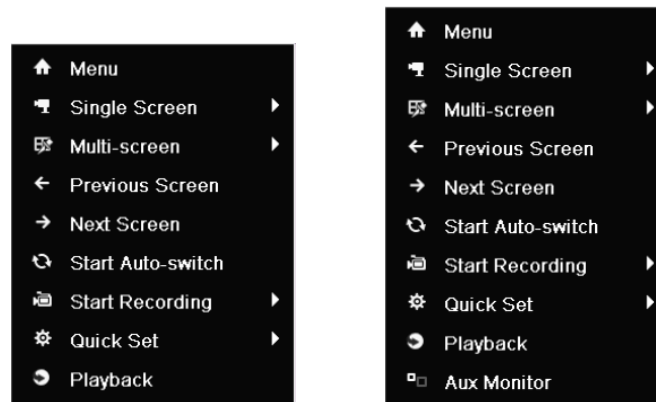 Menu
Single Screen
Multi-screen
Previous Screen
Next Screen
Start Auto-switch
Start Recording
Quick Set
Playback
Menu
Single Screen
Multi-screen
Previous Screen
Next Screen
Start Auto-switch
Start Recording
Quick Set
Playback
Aux Monitor